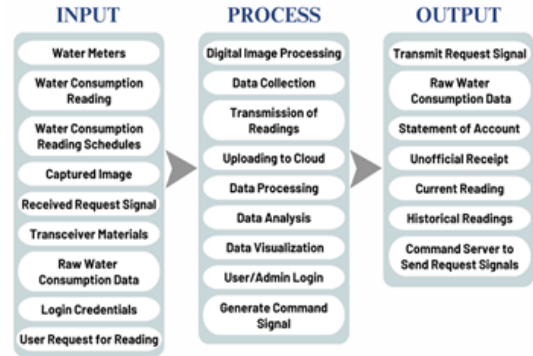 INPUT
Water Meters
Water Consumption
Reading
Water Consumption
Reading Schedules
Captured Image
Received Request Signal
Transceiver Materials
Raw Water
Consumption Data
Login Credentials
User Request for Reading
PROCESS
Digital Image Processing
Data Collection
Transmission of
Readings
Uploading to Cloud
Data Processing
Data Analysis
Data Visualization
User/Admin Login
Generate Command
Signal
OUTPUT
Transmit Request Signal
Raw Water
Consumption Data
Statement of Account
Unofficial Receipt
Current Reading
Historical Readings
Command Server to
Send Request Signals